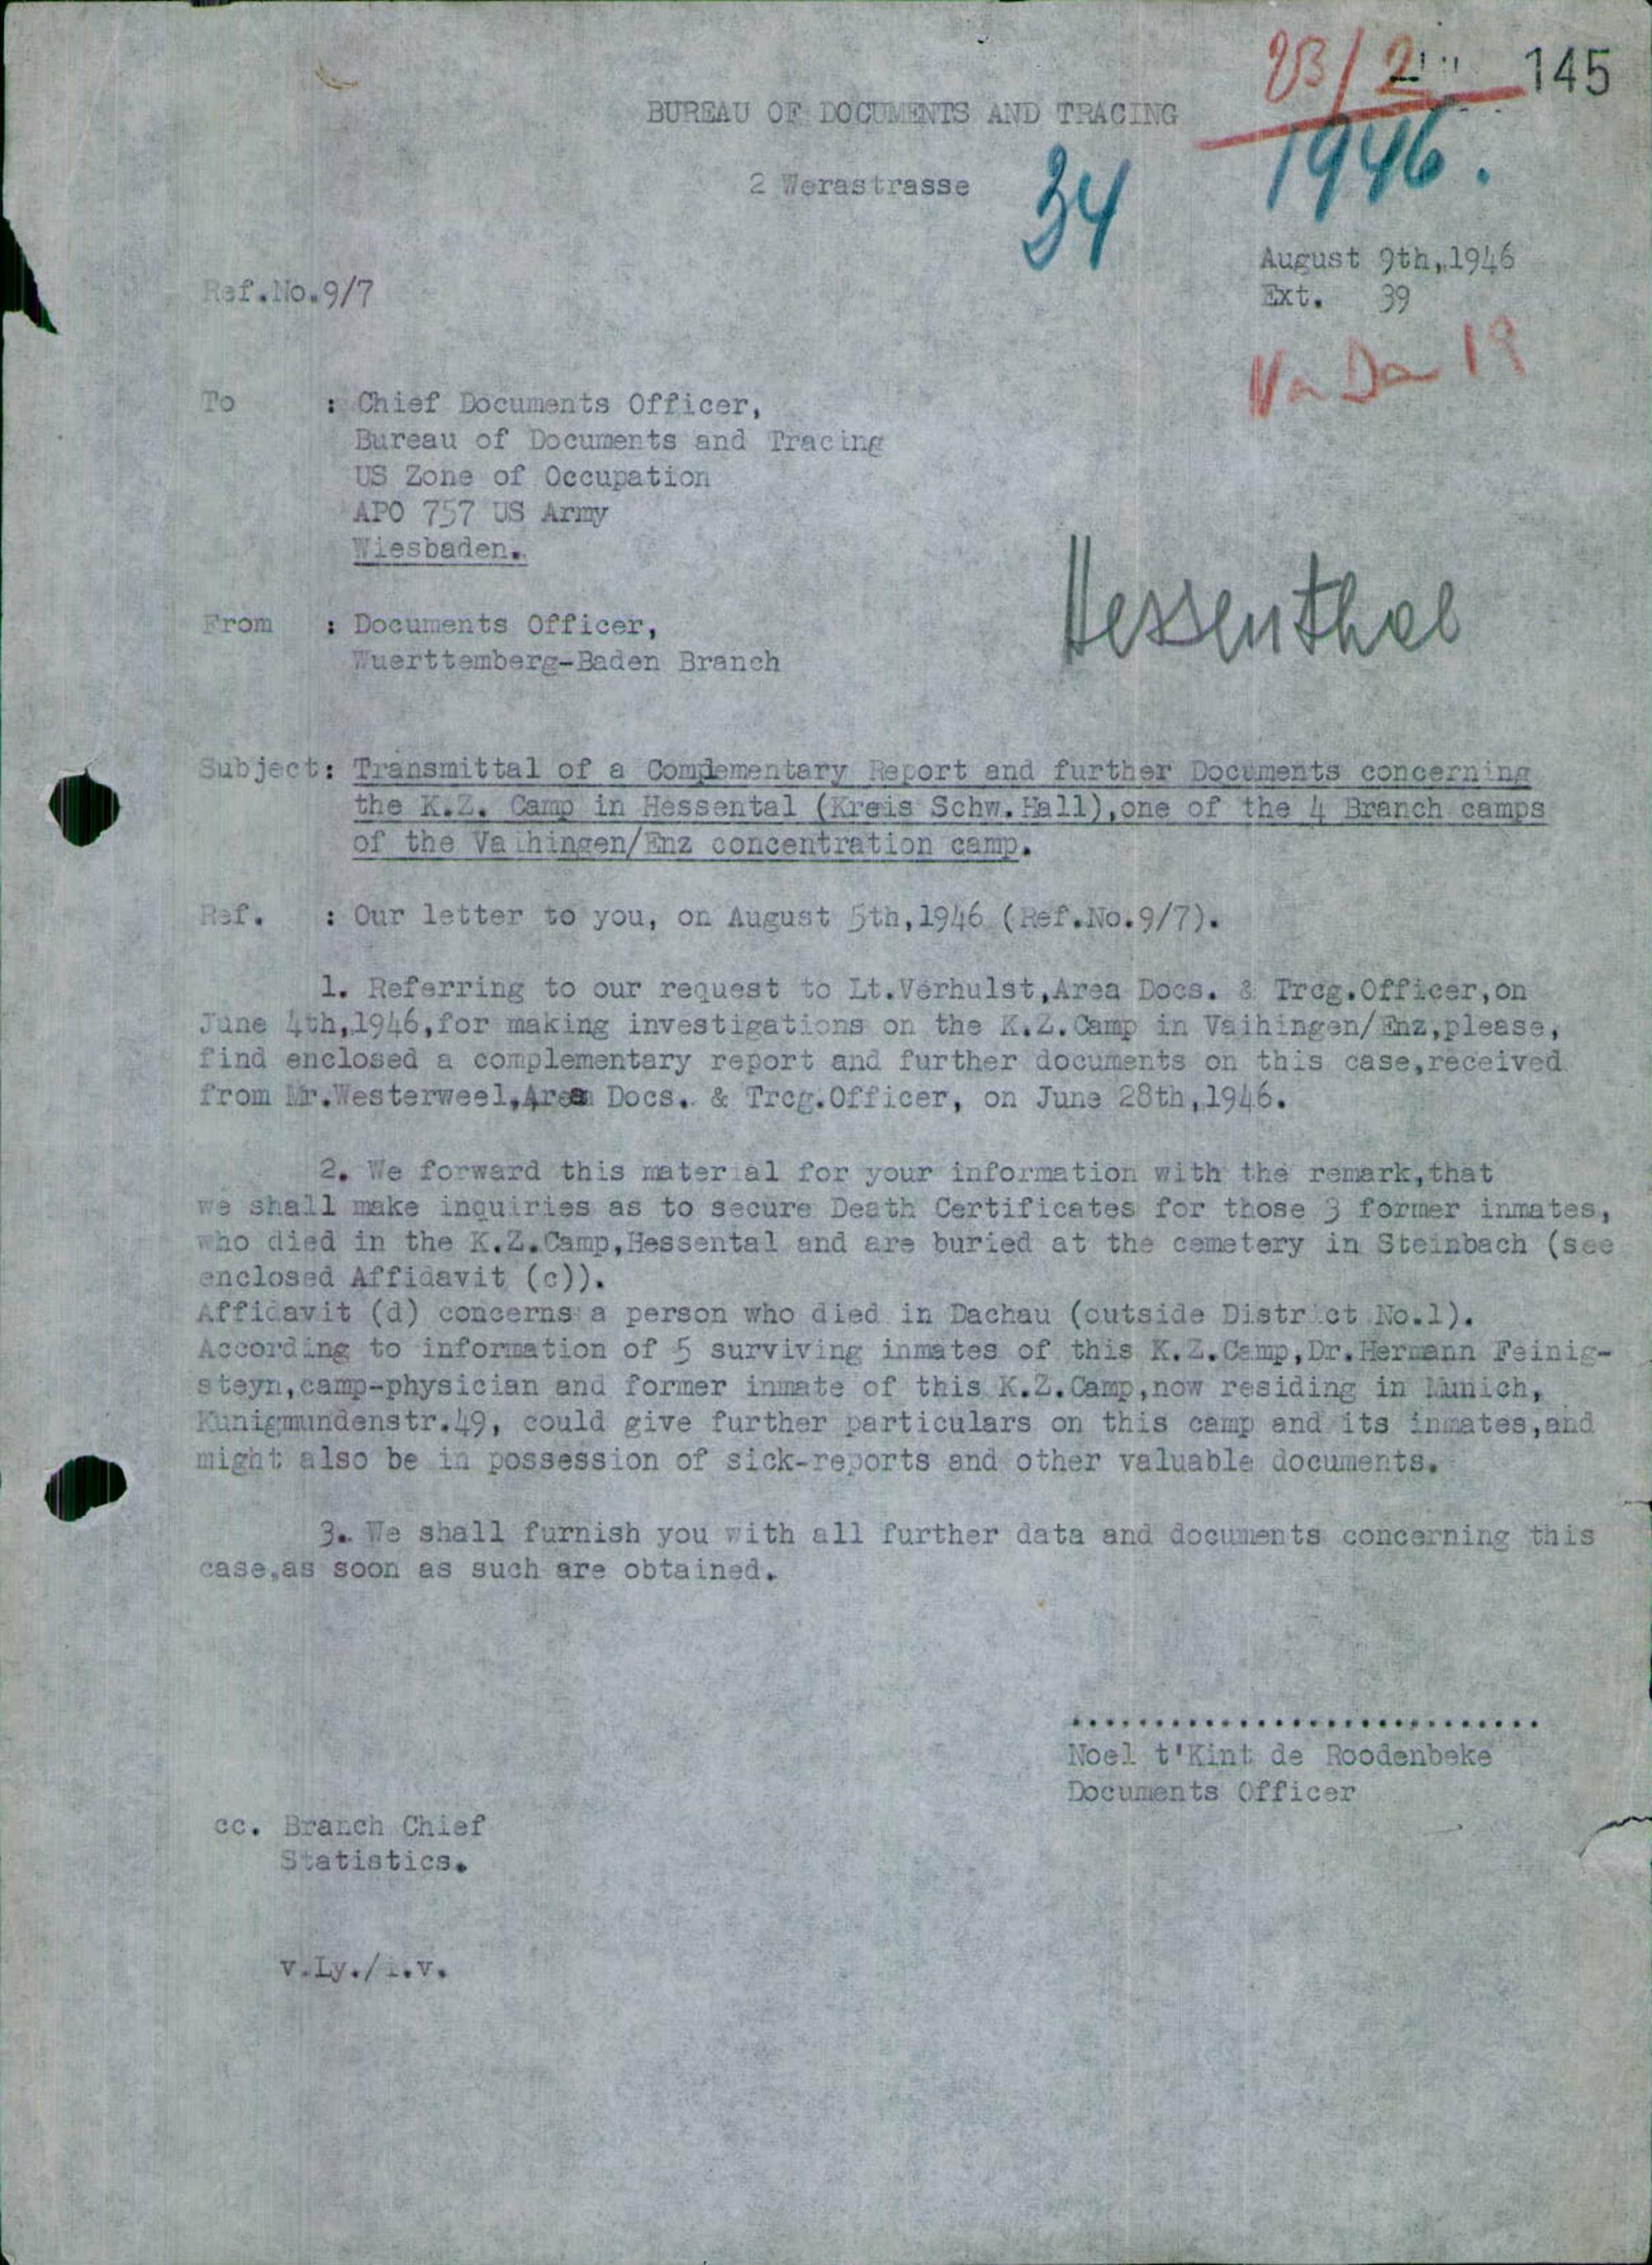 23/2
145
BUREAU OF DOCUMENTS AND TRACING
1946.
2 Werastrasse
34
August 9th,1946
Ref.No.9/7
Ext. 39
19
To : Chief Documents Officer,
Bureau of Documents and Tracing
US Zone of Occupation
APO 757 US Army
Wiesbaden.
Hessenthal
From : Documents Officer,
Wuerttemberg-Baden Branch
Subject: Transmittal of a Complementary Report and further Documents concerning
the K.Z. Camp in Hessental (Kreis Schw.Hall),one of the 4 Branch camps
of the Vaihingen/Enz concentration camp.
Ref. : Our letter to you, on August 5th,1946 (Ref.No.9/7).
1. Referring to our request to Lt.Verhulst,Area Docs. & Trcg.Officer,on
June 4th,1946,for making investigations on the K.Z.Camp in Vaihingen/Enz,please,
find enclosed a complementary report and further documents on this case,received
from Mr.Westerweel,Area Docs. & Trcg.Officer, on June 28th,1946.
2. We forward this material for your information with the remark,that
we shall make inquiries as to secure Death Certificates for those 3 former inmates,
who died in the K.Z.Camp,Hessental and are buried at the cemetery in Steinbach (see
enclosed Affidavit (c)).
Affidavit (d) concerns a person who died in Dachau (outside District No.1).
According to information of 5 surviving inmates of this K.Z.Camp,Dr.Hermann Feinig-
steyn,camp-physician and former inmate of this K.Z.Camp,now residing in Munich,
Kunigmundenstr.49, could give further particulars on this camp and its inmates,and
might also be in possession of sick-reports and other valuable documents.
3. We shall furnish you with all further data and documents concerning this
case,as soon as such are obtained.
.............................
Noel t'Kint de Roodenbeke
Documents Officer
cc. Branch Chief
Statistics.
v.Ly./i.v.